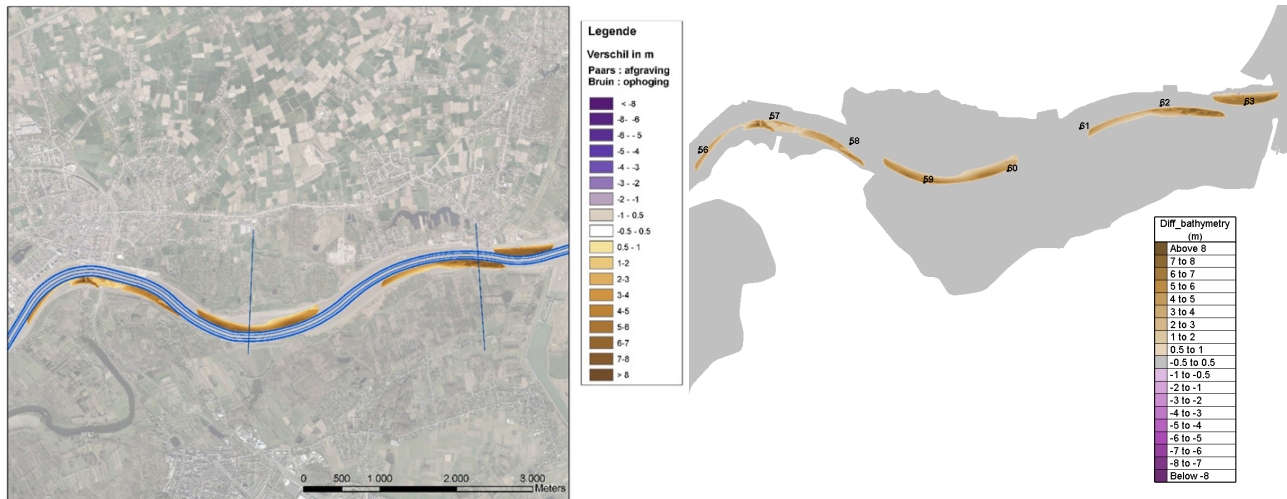 Legende
Verschil in m
Paars : afgraving
Bruin : ophoging
< -8
-8- -6
-6 - -5
-5 - -4
-4 - -3
-3 - -2
-2 - -1
-1 - 0.5
-0.5 - 0.5
0.5 - 1
1-2
2-3
3-4
4-5
5-6
6-7
7-8
> 8
0 500 1 000 2 000 3 000
Meters
56
57
58
59
60
61
62
63
Diff_bathymetry
(m)
Above 8
7 to 8
6 to 7
5 to 6
4 to 5
3 to 4
2 to 3
1 to 2
0.5 to 1
-0.5 to 0.5
-1 to -0.5
-2 to -1
-3 to -2
-4 to -3
-5 to -4
-6 to -5
-7 to -6
-8 to -7
Below -8